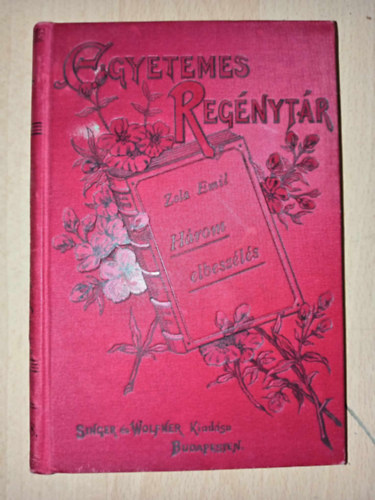 EGYETEMES
REGÉNYTÁR
Zola Emil
Három
elbeszélés
SINGER és WOLFNER Kiadása
BUDAPESTEN.